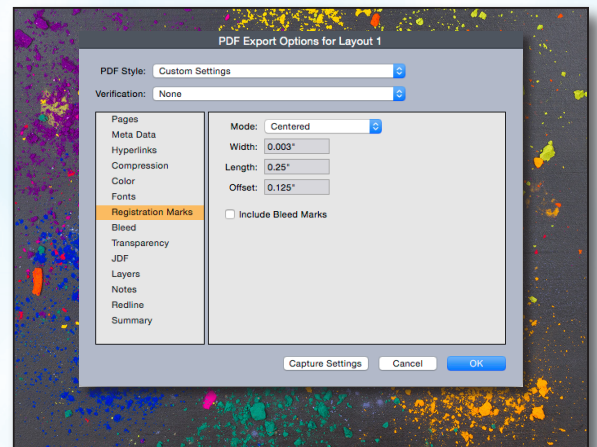 PDF Export Options for Layout 1
PDF Style: Custom Settings
Verification: None
Pages
Meta Data
Hyperlinks
Compression
Color
Fonts
Registration Marks
Bleed
Transparency
JDF
Layers
Notes
Redline
Summary
Mode: Centered
Width: 0.003"
Length: 0.25"
Offset: 0.125"
Include Bleed Marks
Capture Settings Cancel OK